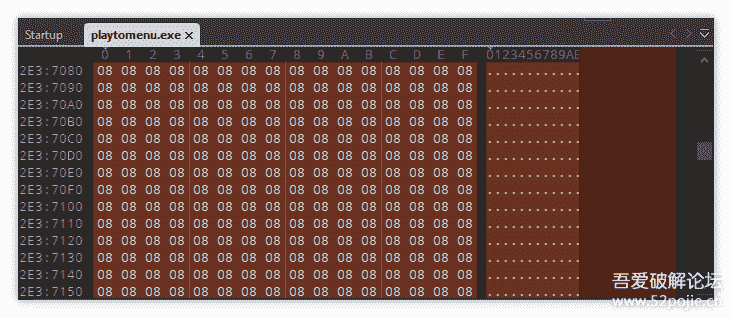 Startup
playtomenu.exe ×
0 1 2 3 4 5 6 7 8 9 A B C D E F 0123456789AB
2E3:7080 08 08 08 08 08 08 08 08 08 08 08 08 08 08 08 08 ...........
2E3:7090 08 08 08 08 08 08 08 08 08 08 08 08 08 08 08 08 ...........
2E3:70A0 08 08 08 08 08 08 08 08 08 08 08 08 08 08 08 08 ...........
2E3:70B0 08 08 08 08 08 08 08 08 08 08 08 08 08 08 08 08 ...........
2E3:70C0 08 08 08 08 08 08 08 08 08 08 08 08 08 08 08 08 ...........
2E3:70D0 08 08 08 08 08 08 08 08 08 08 08 08 08 08 08 08 ...........
2E3:70E0 08 08 08 08 08 08 08 08 08 08 08 08 08 08 08 08 ...........
2E3:70F0 08 08 08 08 08 08 08 08 08 08 08 08 08 08 08 08 ...........
2E3:7100 08 08 08 08 08 08 08 08 08 08 08 08 08 08 08 08 ...........
2E3:7110 08 08 08 08 08 08 08 08 08 08 08 08 08 08 08 08 ...........
2E3:7120 08 08 08 08 08 08 08 08 08 08 08 08 08 08 08 08 ...........
2E3:7130 08 08 08 08 08 08 08 08 08 08 08 08 08 08 08 08 ...........
2E3:7140 08 08 08 08 08 08 08 08 08 08 08 08 08 08 08 08 ...........
2E3:7150 08 08 08 08 08 08 08 08 08 08 08 08 08 08 08 08 ...........
吾爱破解论坛
www.52pojie.cn